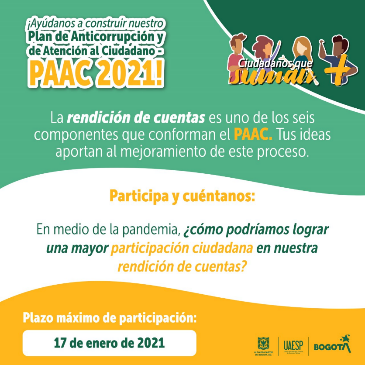 ¡Ayúdanos a construir nuestro
Plan de Anticorrupción y
de Atención al Ciudadano -
PAAC 2021!
Ciudadanos que
suman +
La rendición de cuentas es uno de los seis
componentes que conforman el PAAC. Tus ideas
aportan al mejoramiento de este proceso.
Participa y cuéntanos:
En medio de la pandemia, ¿cómo podríamos lograr
una mayor participación ciudadana en nuestra
rendición de cuentas?
Plazo máximo de participación:
17 de enero de 2021
UAESP
BOGOTÁ